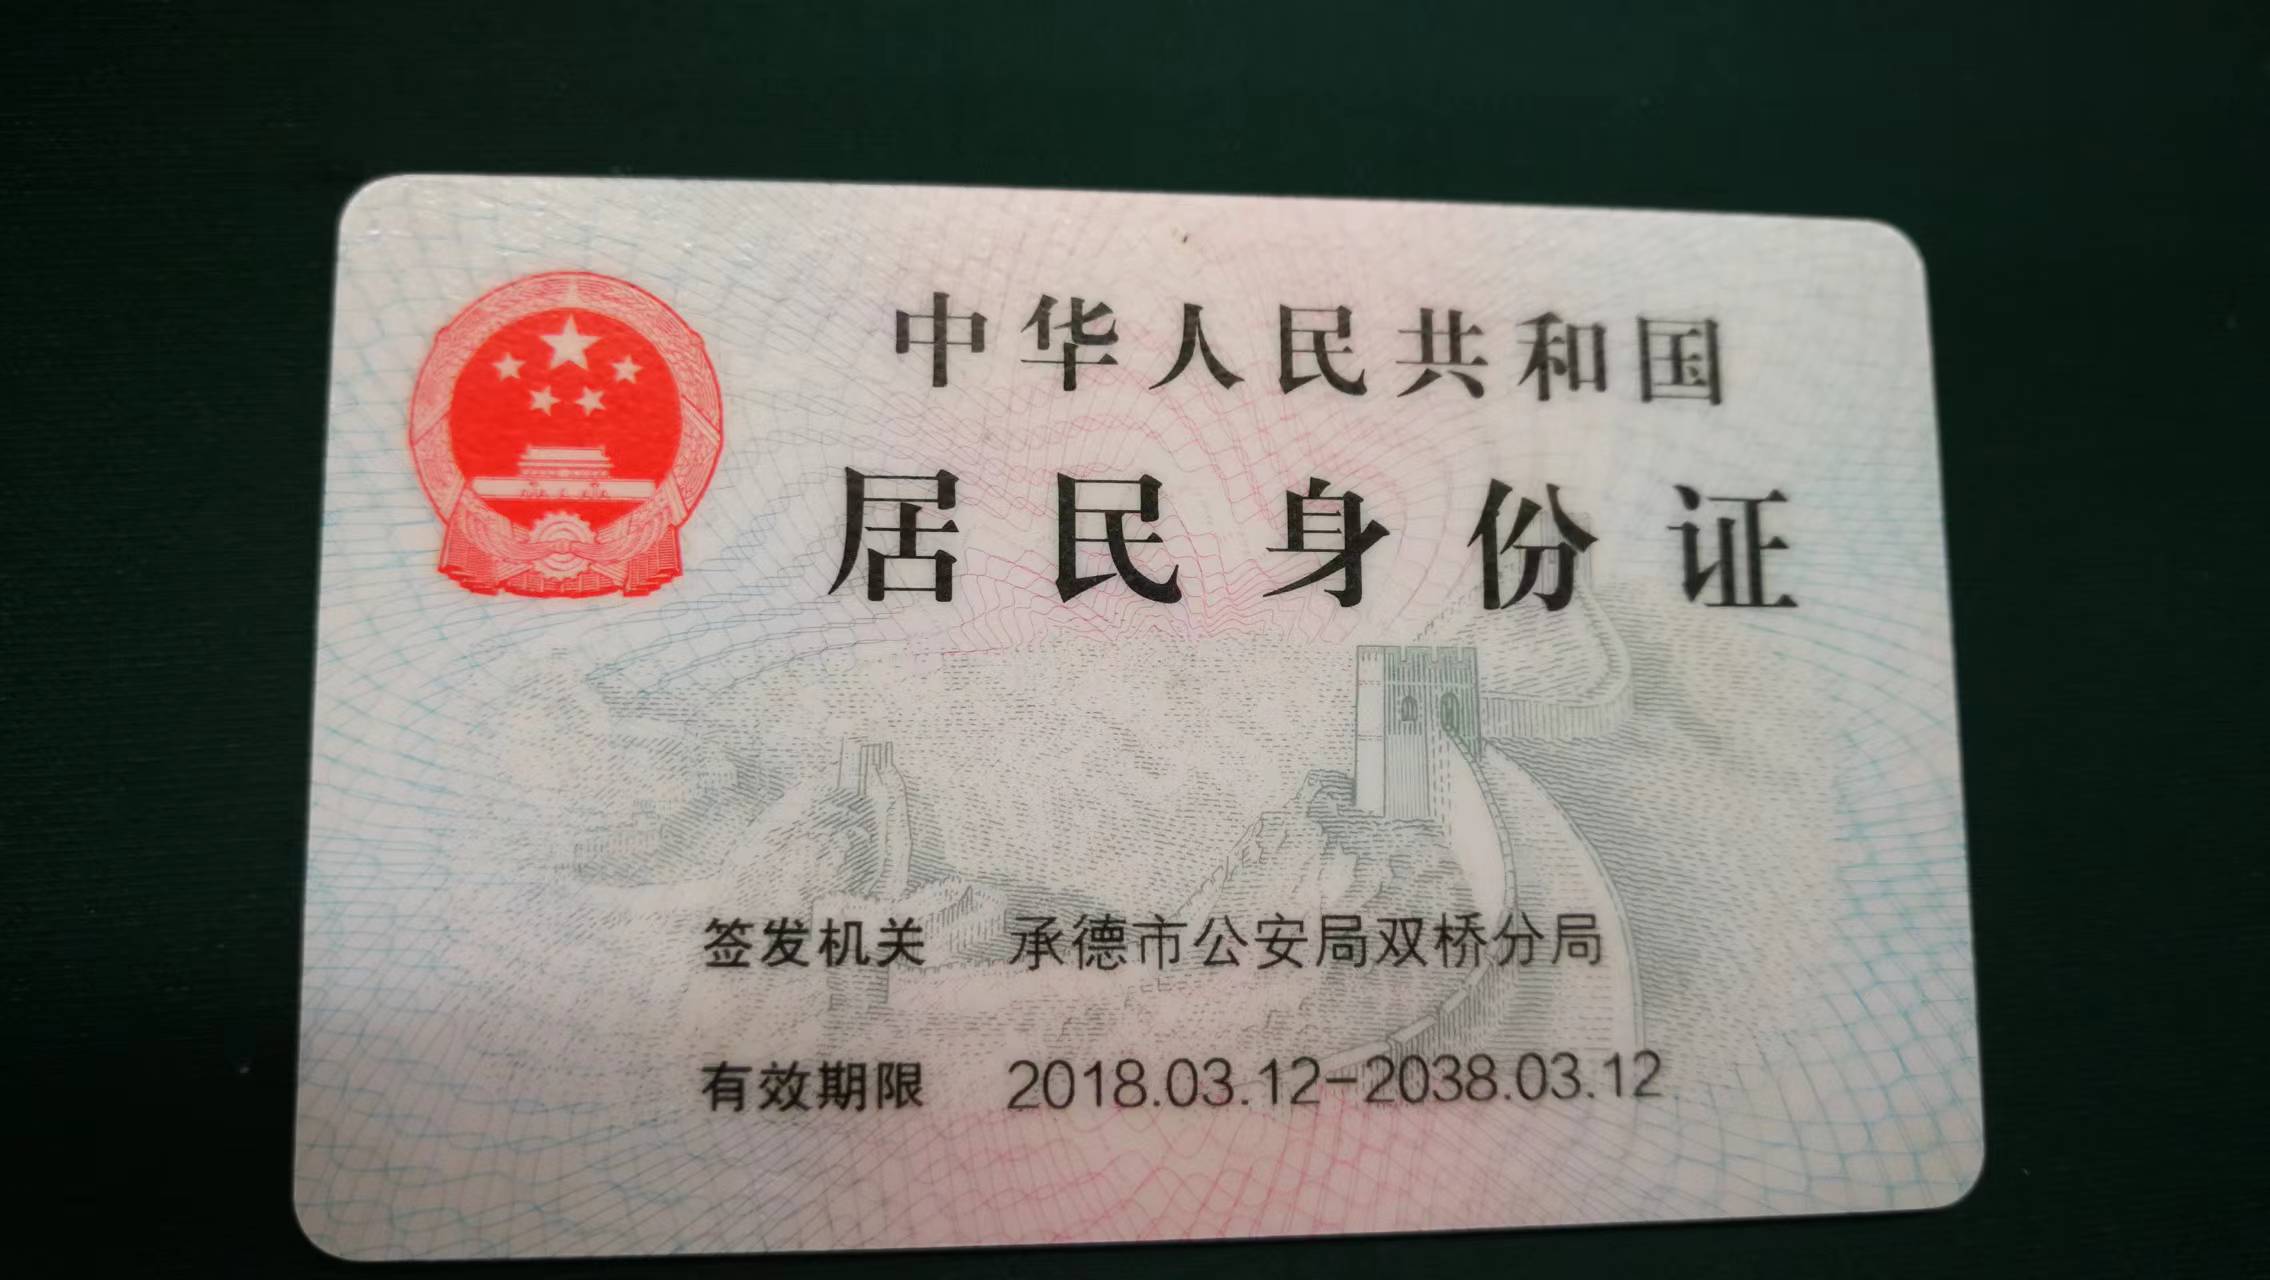 中华人民共和国
居民身份证
签发机关 承德市公安局双桥分局
有效期限 2018.03.12-2038.03.12